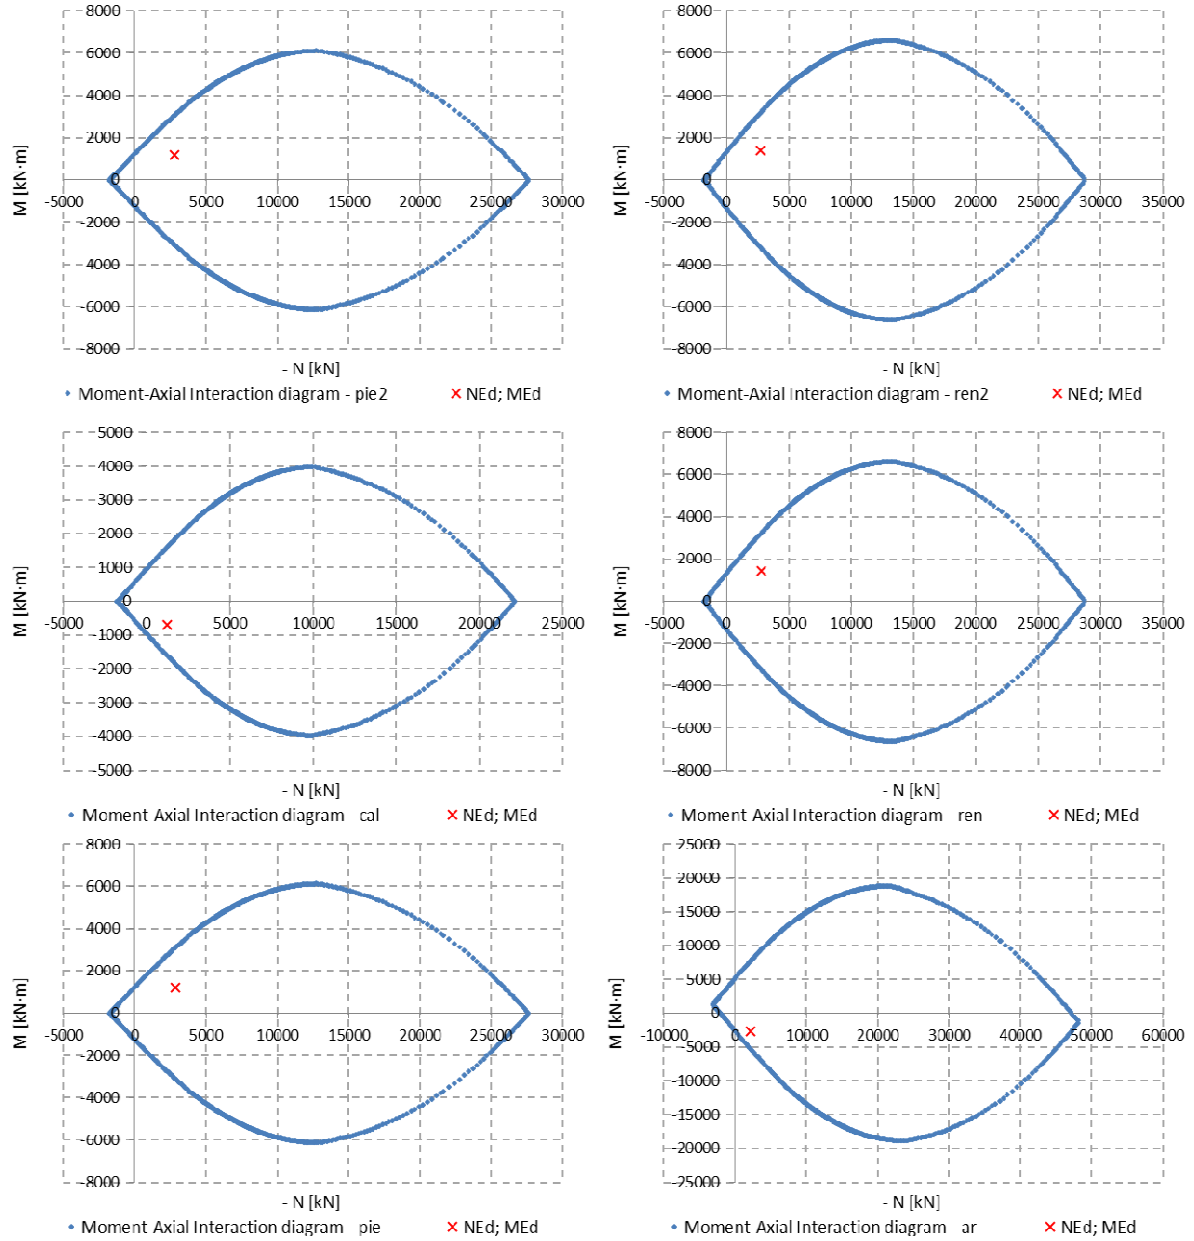 8000
6000
4000
2000
0
-2000
-4000
-6000
-8000
-5000 0 5000 10000 15000 20000 25000 30000
M [kN·m]
- N [kN]
Moment-Axial Interaction diagram - pie2 × NEd; MEd
8000
6000
4000
2000
0
-2000
-4000
-6000
-8000
-5000 0 5000 10000 15000 20000 25000 30000 35000
M [kN·m]
- N [kN]
Moment-Axial Interaction diagram - ren2 × NEd; MEd
5000
4000
3000
2000
1000
0
-1000
-2000
-3000
-4000
-5000
-5000 0 5000 10000 15000 20000 25000
M [kN·m]
- N [kN]
Moment Axial Interaction diagram cal × NEd; MEd
8000
6000
4000
2000
0
-2000
-4000
-6000
-8000
-5000 0 5000 10000 15000 20000 25000 30000 35000
M [kN·m]
- N [kN]
Moment Axial Interaction diagram ren × NEd; MEd
8000
6000
4000
2000
0
-2000
-4000
-6000
-8000
-5000 0 5000 10000 15000 20000 25000 30000
M [kN·m]
- N [kN]
Moment Axial Interaction diagram pie × NEd; MEd
25000
20000
15000
10000
5000
0
-5000
-10000
-15000
-20000
-25000
-10000 0 10000 20000 30000 40000 50000 60000
M [kN·m]
- N [kN]
Moment Axial Interaction diagram ar × NEd; MEd